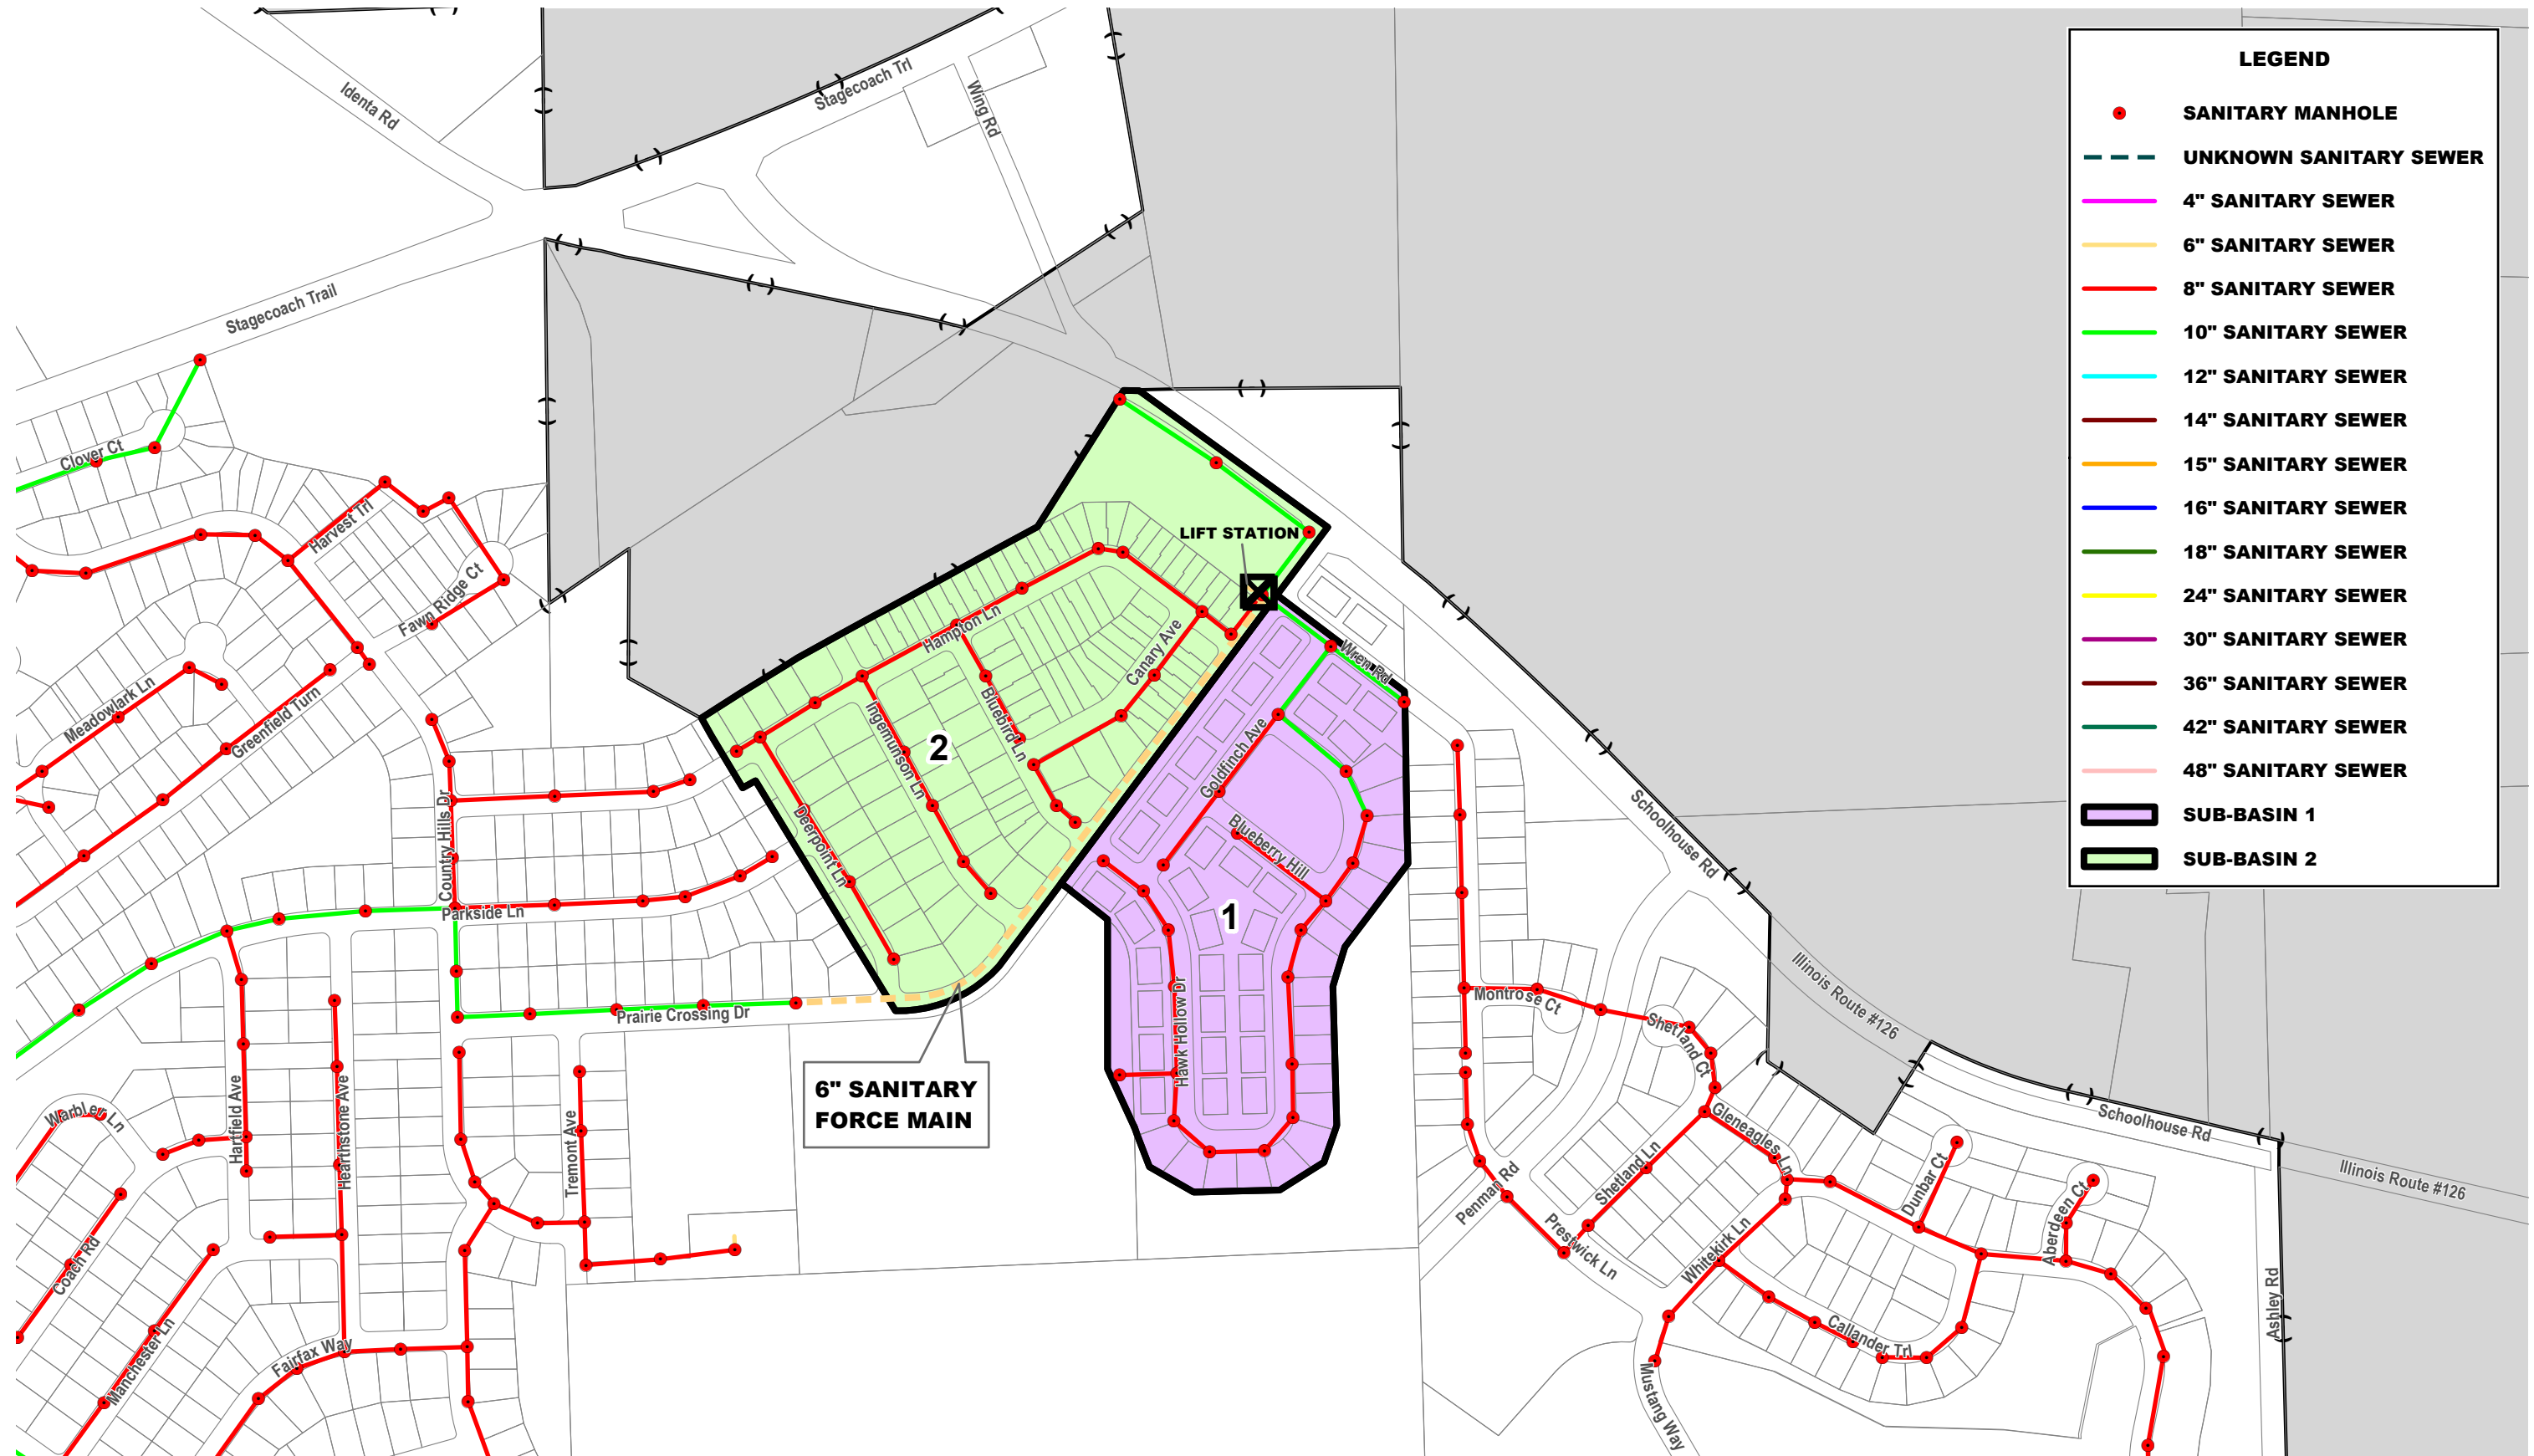 Identa Rd
Stagecoach Trl
Wing Rd
Stagecoach Trail
Clover Ct
Harvest Trl
Fawn Ridge Ct
Meadowlark Ln
Greenfield Turn
Country Hills Dr
Parkside Ln
Prairie Crossing Dr
Hartfield Ave
Hearthstone Ave
Tremont Ave
Warbler Ln
Coach Rd
Manchester Ln
Fairfax Way
LIFT STATION
Hampton Ln
Canary Ave
Bluebird Ln
Ingemunson Ln
Deerpoint Ln
2
6" SANITARY
FORCE MAIN
Wren Rd
Goldfinch Ave
Blueberry Hill
1
Hawk Hollow Dr
Schoolhouse Rd
Illinois Route #126
Montrose Ct
Shetland Ct
Gleneagles Ln
Shetland Ln
Penman Rd
Prestwick Ln
Whitekirk Ln
Callander Trl
Mustang Way
Dunbar Ct
Aberdeen Ct
Schoolhouse Rd
Illinois Route #126
Ashley Rd
LEGEND
SANITARY MANHOLE
UNKNOWN SANITARY SEWER
4" SANITARY SEWER
6" SANITARY SEWER
8" SANITARY SEWER
10" SANITARY SEWER
12" SANITARY SEWER
14" SANITARY SEWER
15" SANITARY SEWER
16" SANITARY SEWER
18" SANITARY SEWER
24" SANITARY SEWER
30" SANITARY SEWER
36" SANITARY SEWER
42" SANITARY SEWER
48" SANITARY SEWER
SUB-BASIN 1
SUB-BASIN 2